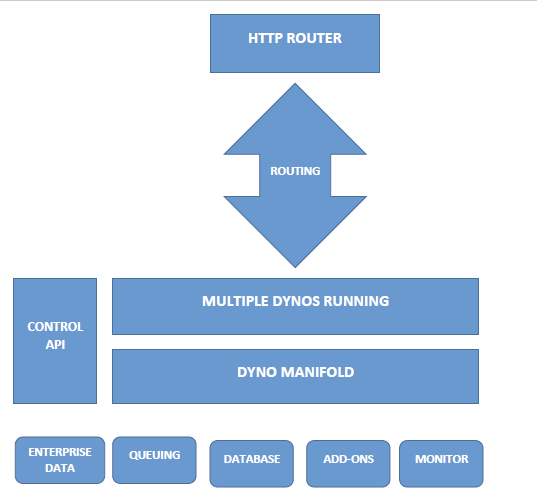 HTTP ROUTER
ROUTING
MULTIPLE DYNOS RUNNING
CONTROL
API
DYNO MANIFOLD
ENTERPRISE
DATA
QUEUING
DATABASE
ADD-ONS
MONITOR